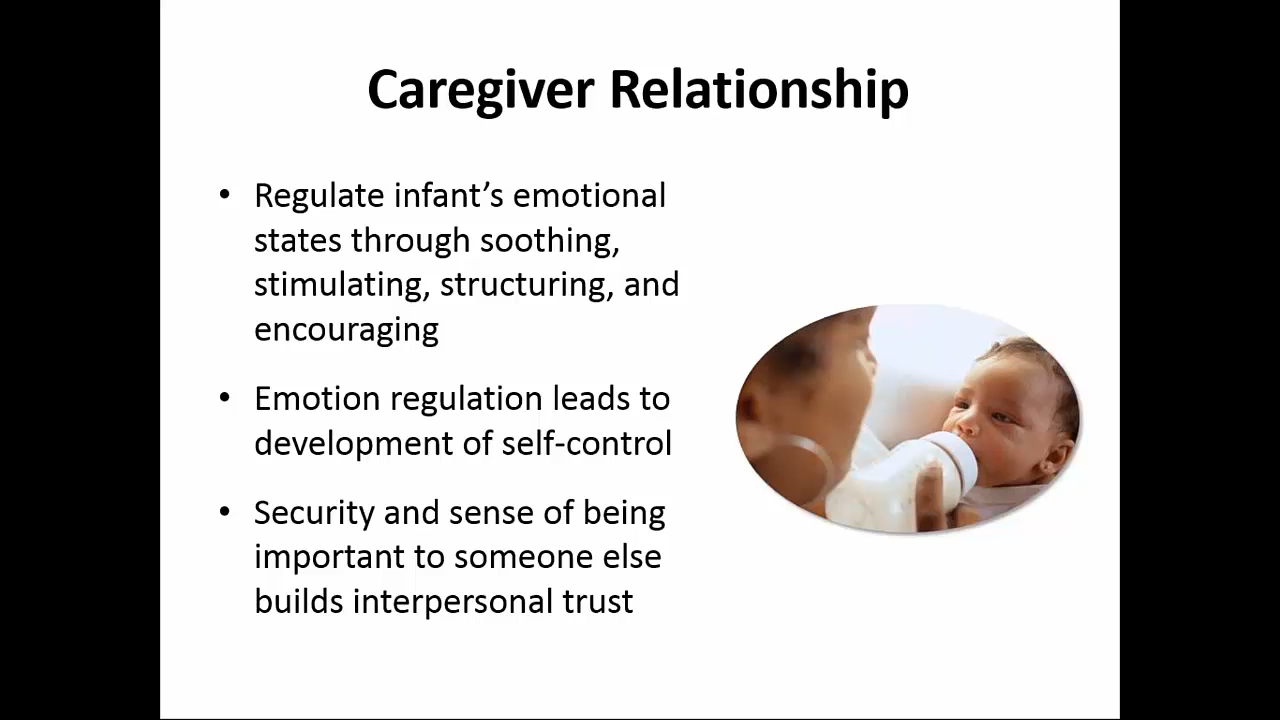 Caregiver Relationship
• Regulate infant’s emotional
states through soothing,
stimulating, structuring, and
encouraging
• Emotion regulation leads to
development of self-control
• Security and sense of being
important to someone else
builds interpersonal trust